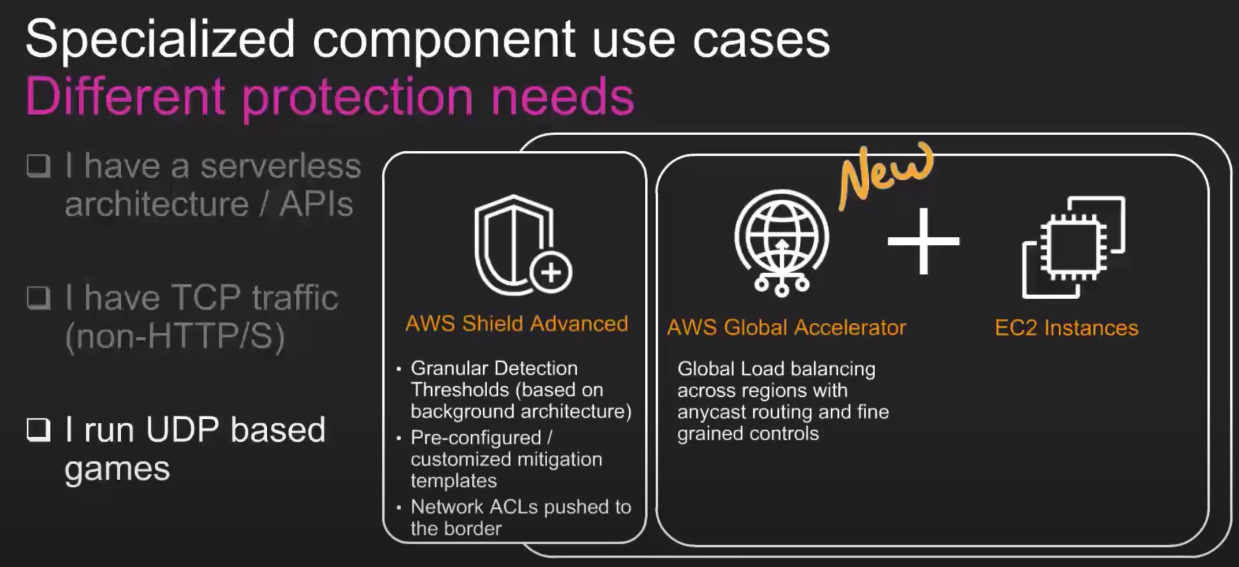 Specialized component use cases
Different protection needs
❑ I have a serverless
architecture / APIs
❑ I have TCP traffic
(non-HTTP/S)
❑ I run UDP based
games
AWS Shield Advanced
• Granular Detection
Thresholds (based on
background architecture)
• Pre-configured /
customized mitigation
templates
• Network ACLs pushed to
the border
New
AWS Global Accelerator
Global Load balancing
across regions with
anycast routing and fine
grained controls
+
EC2 Instances